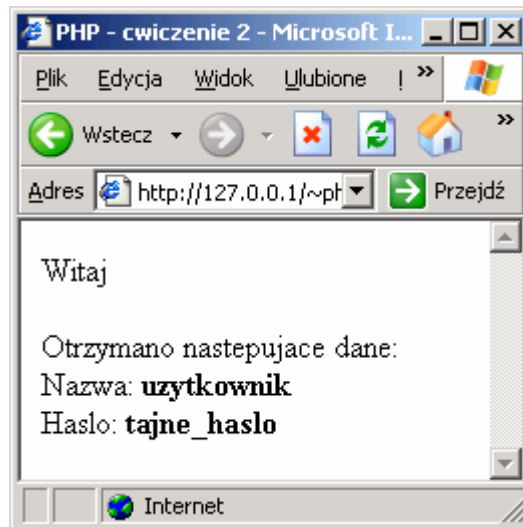 PHP - cwiczenie 2 - Microsoft I...
Plik Edycja Widok Ulubione »
Wstecz »
Adres http://127.0.0.1/~ph Przejdź
Witaj
Otrzymano nastepujace dane:
Nazwa: uzytkownik
Haslo: tajne_haslo
Internet